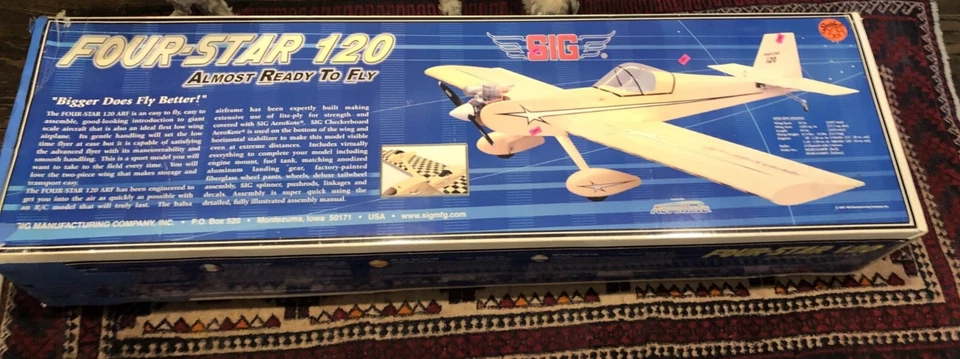 FOUR-STAR 120
ALMOST READY TO FLY
SIG
®
120
"Bigger Does Fly Better!"
The FOUR-STAR 120 ARF is an easy to fly, easy to
assemble, good-looking introduction to giant
scale aircraft that is also an ideal first low wing
airplane. Its gentle handling will set the low
time flyer at ease but it is capable of satisfying
the advanced flyer with its maneuverability and
smooth handling. This is a sport model you will
want to take to the field every time. You will
love the two-piece wing that makes storage and
transport easy.
The FOUR-STAR 120 ARF has been engineered to
get you into the air as quickly as possible with
an R/C model that will truly last. The balsa
airframe has been expertly built making
extensive use of lite-ply for strength and
covered with SIG AeroKote®. SIG Checkerboard
AeroKote® is used on the bottom of the wing and
horizontal stabilizer to make this model visible
even at extreme distances. Includes virtually
everything to complete your model including
engine mount, fuel tank, matching anodized
aluminum landing gear, factory-painted
fiberglass wheel pants, wheels, deluxe tailwheel
assembly, SIG spinner, pushrods, linkages and
decals. Assembly is super quick using the
detailed, fully illustrated assembly manual.
SIG MANUFACTURING COMPANY, INC. • P.O. Box 520 • Montezuma, Iowa 50171 • USA • www.sigmfg.com
FOUR-STAR 120